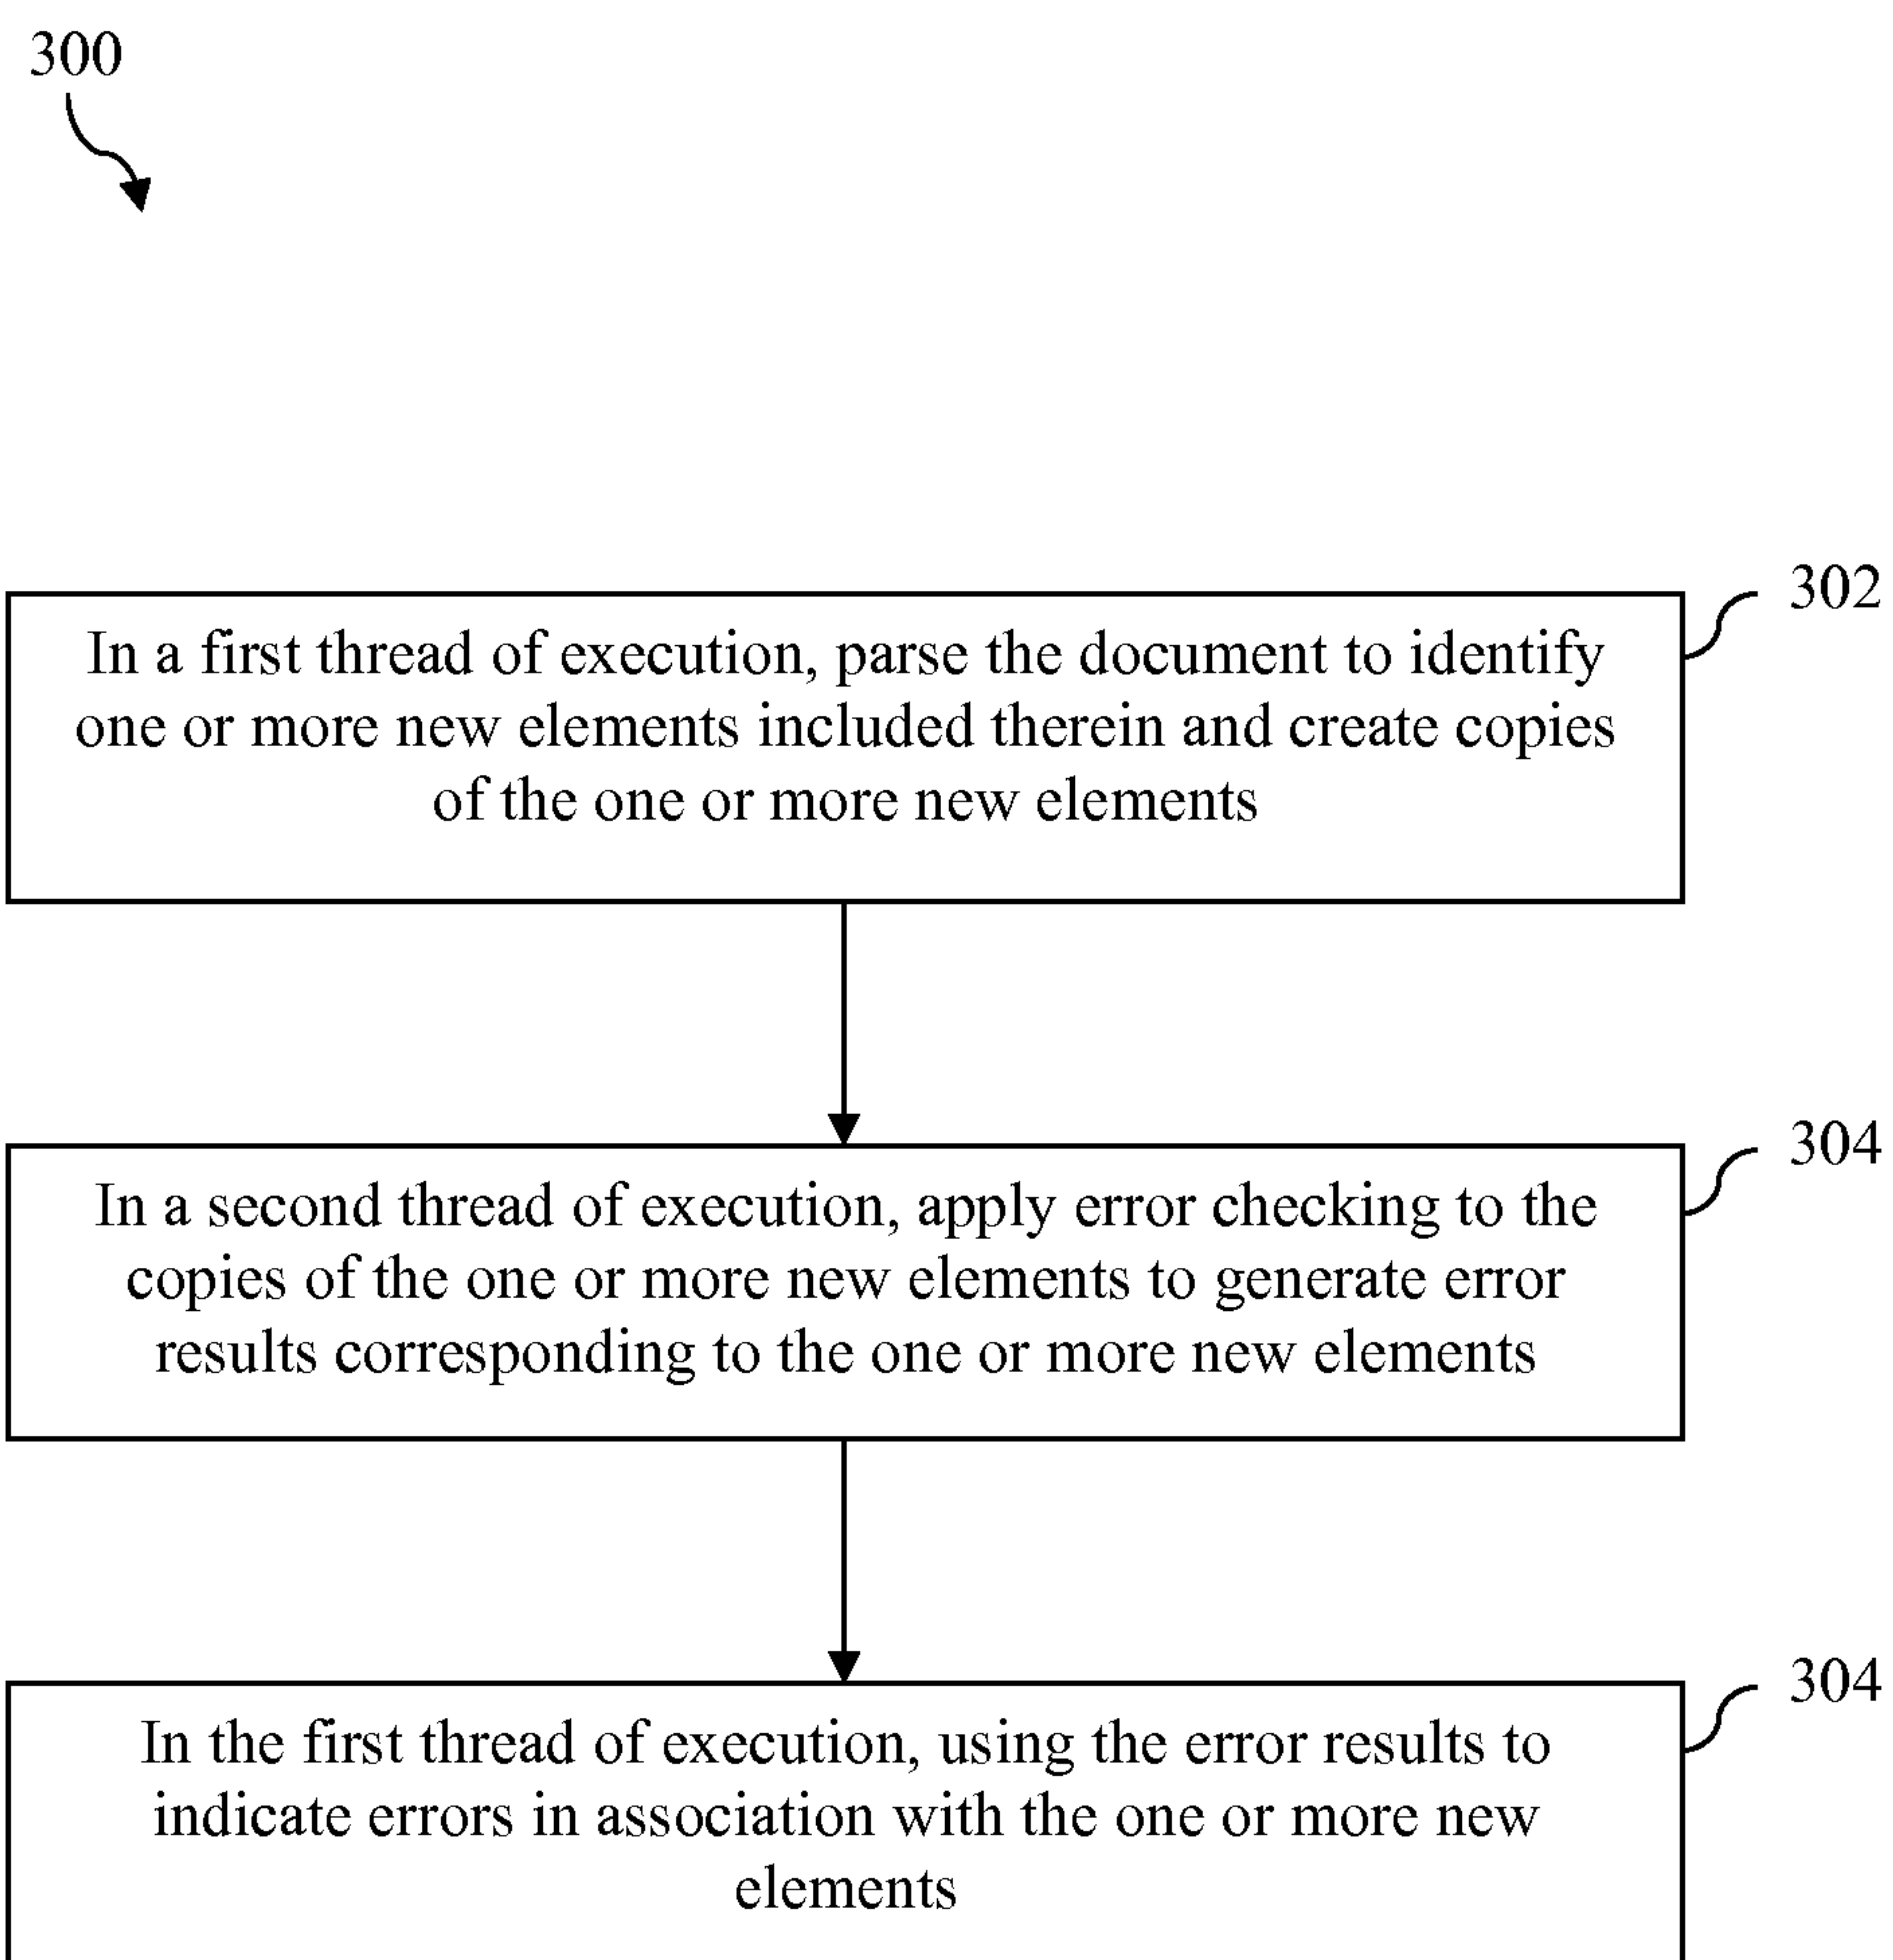 300
302
In a first thread of execution, parse the document to identify
one or more new elements included therein and create copies
of the one or more new elements
304
In a second thread of execution, apply error checking to the
copies of the one or more new elements to generate error
results corresponding to the one or more new elements
304
In the first thread of execution, using the error results to
indicate errors in association with the one or more new
elements